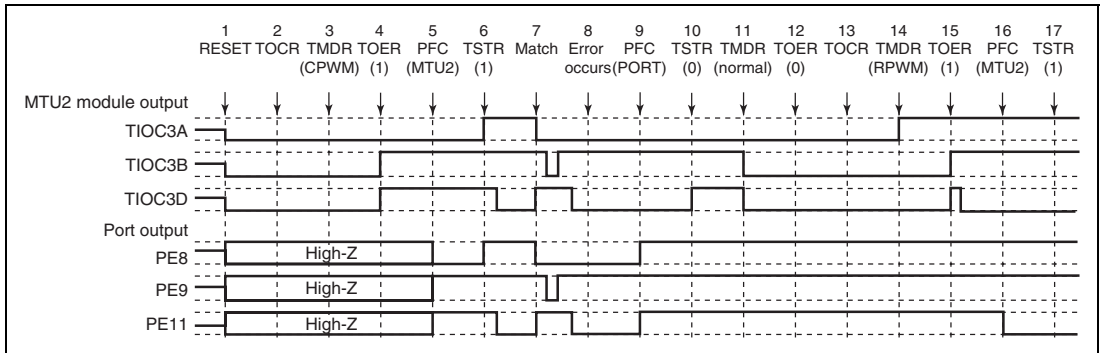 1 2 3 4 5 6 7 8 9 10 11 12 13 14 15 16 17
RESET TOCR TMDR TOER PFC TSTR Match Error PFC TSTR TMDR TOER TOCR TMDR TOER PFC TSTR
(CPWM) (1) (MTU2) (1) occurs (PORT) (0) (normal) (0) (RPWM) (1) (MTU2) (1)
MTU2 module output
TIOC3A
TIOC3B
TIOC3D
Port output
PE8 High-Z
PE9 High-Z
PE11 High-Z